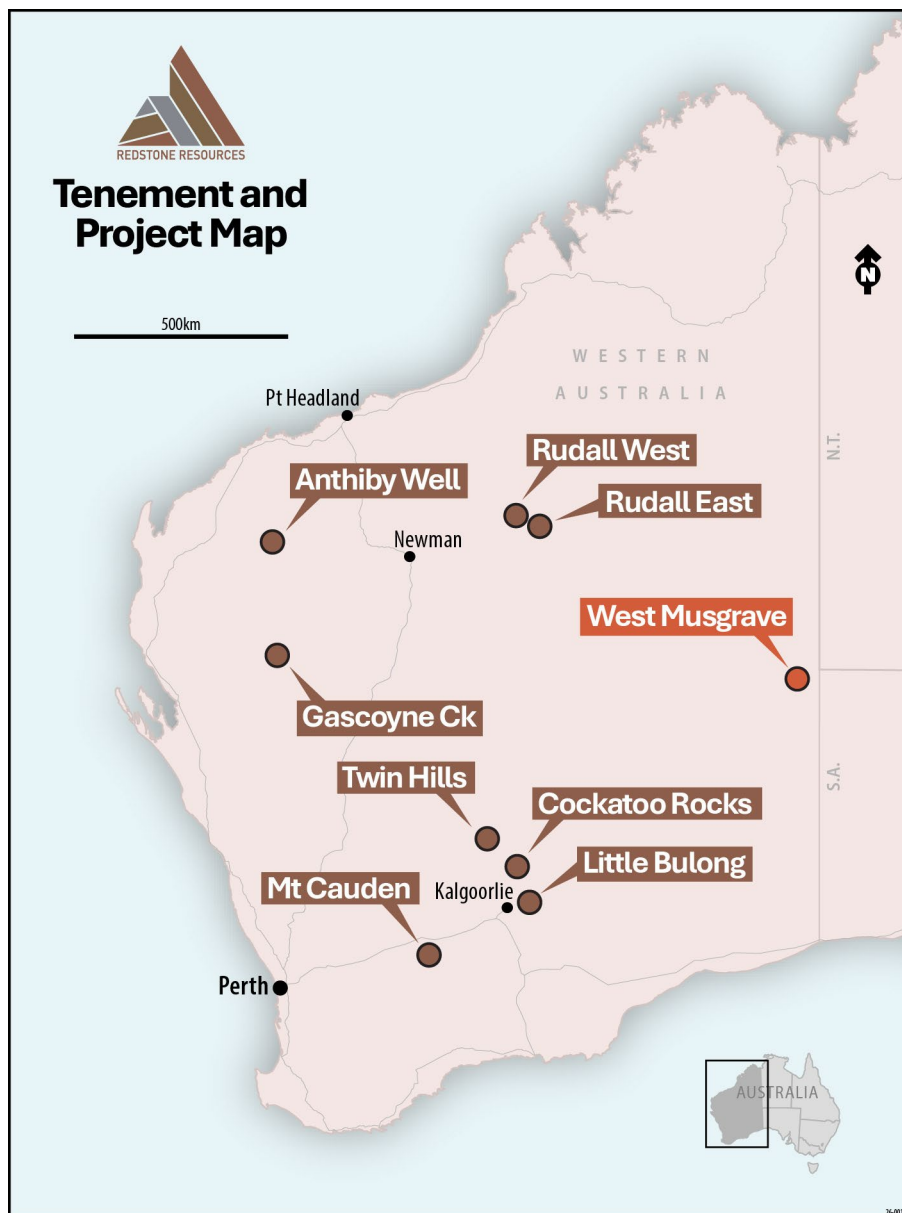 REDSTONE RESOURCES
Tenement and
Project Map
500km
N
WESTERN
AUSTRALIA
Pt Headland
N.T.
Rudall West
Anthiby Well
Rudall East
Newman
West Musgrave
Gascoyne Ck
Twin Hills
S.A.
Cockatoo Rocks
Little Bulong
Mt Cauden
Kalgoorlie
Perth
AUSTRALIA